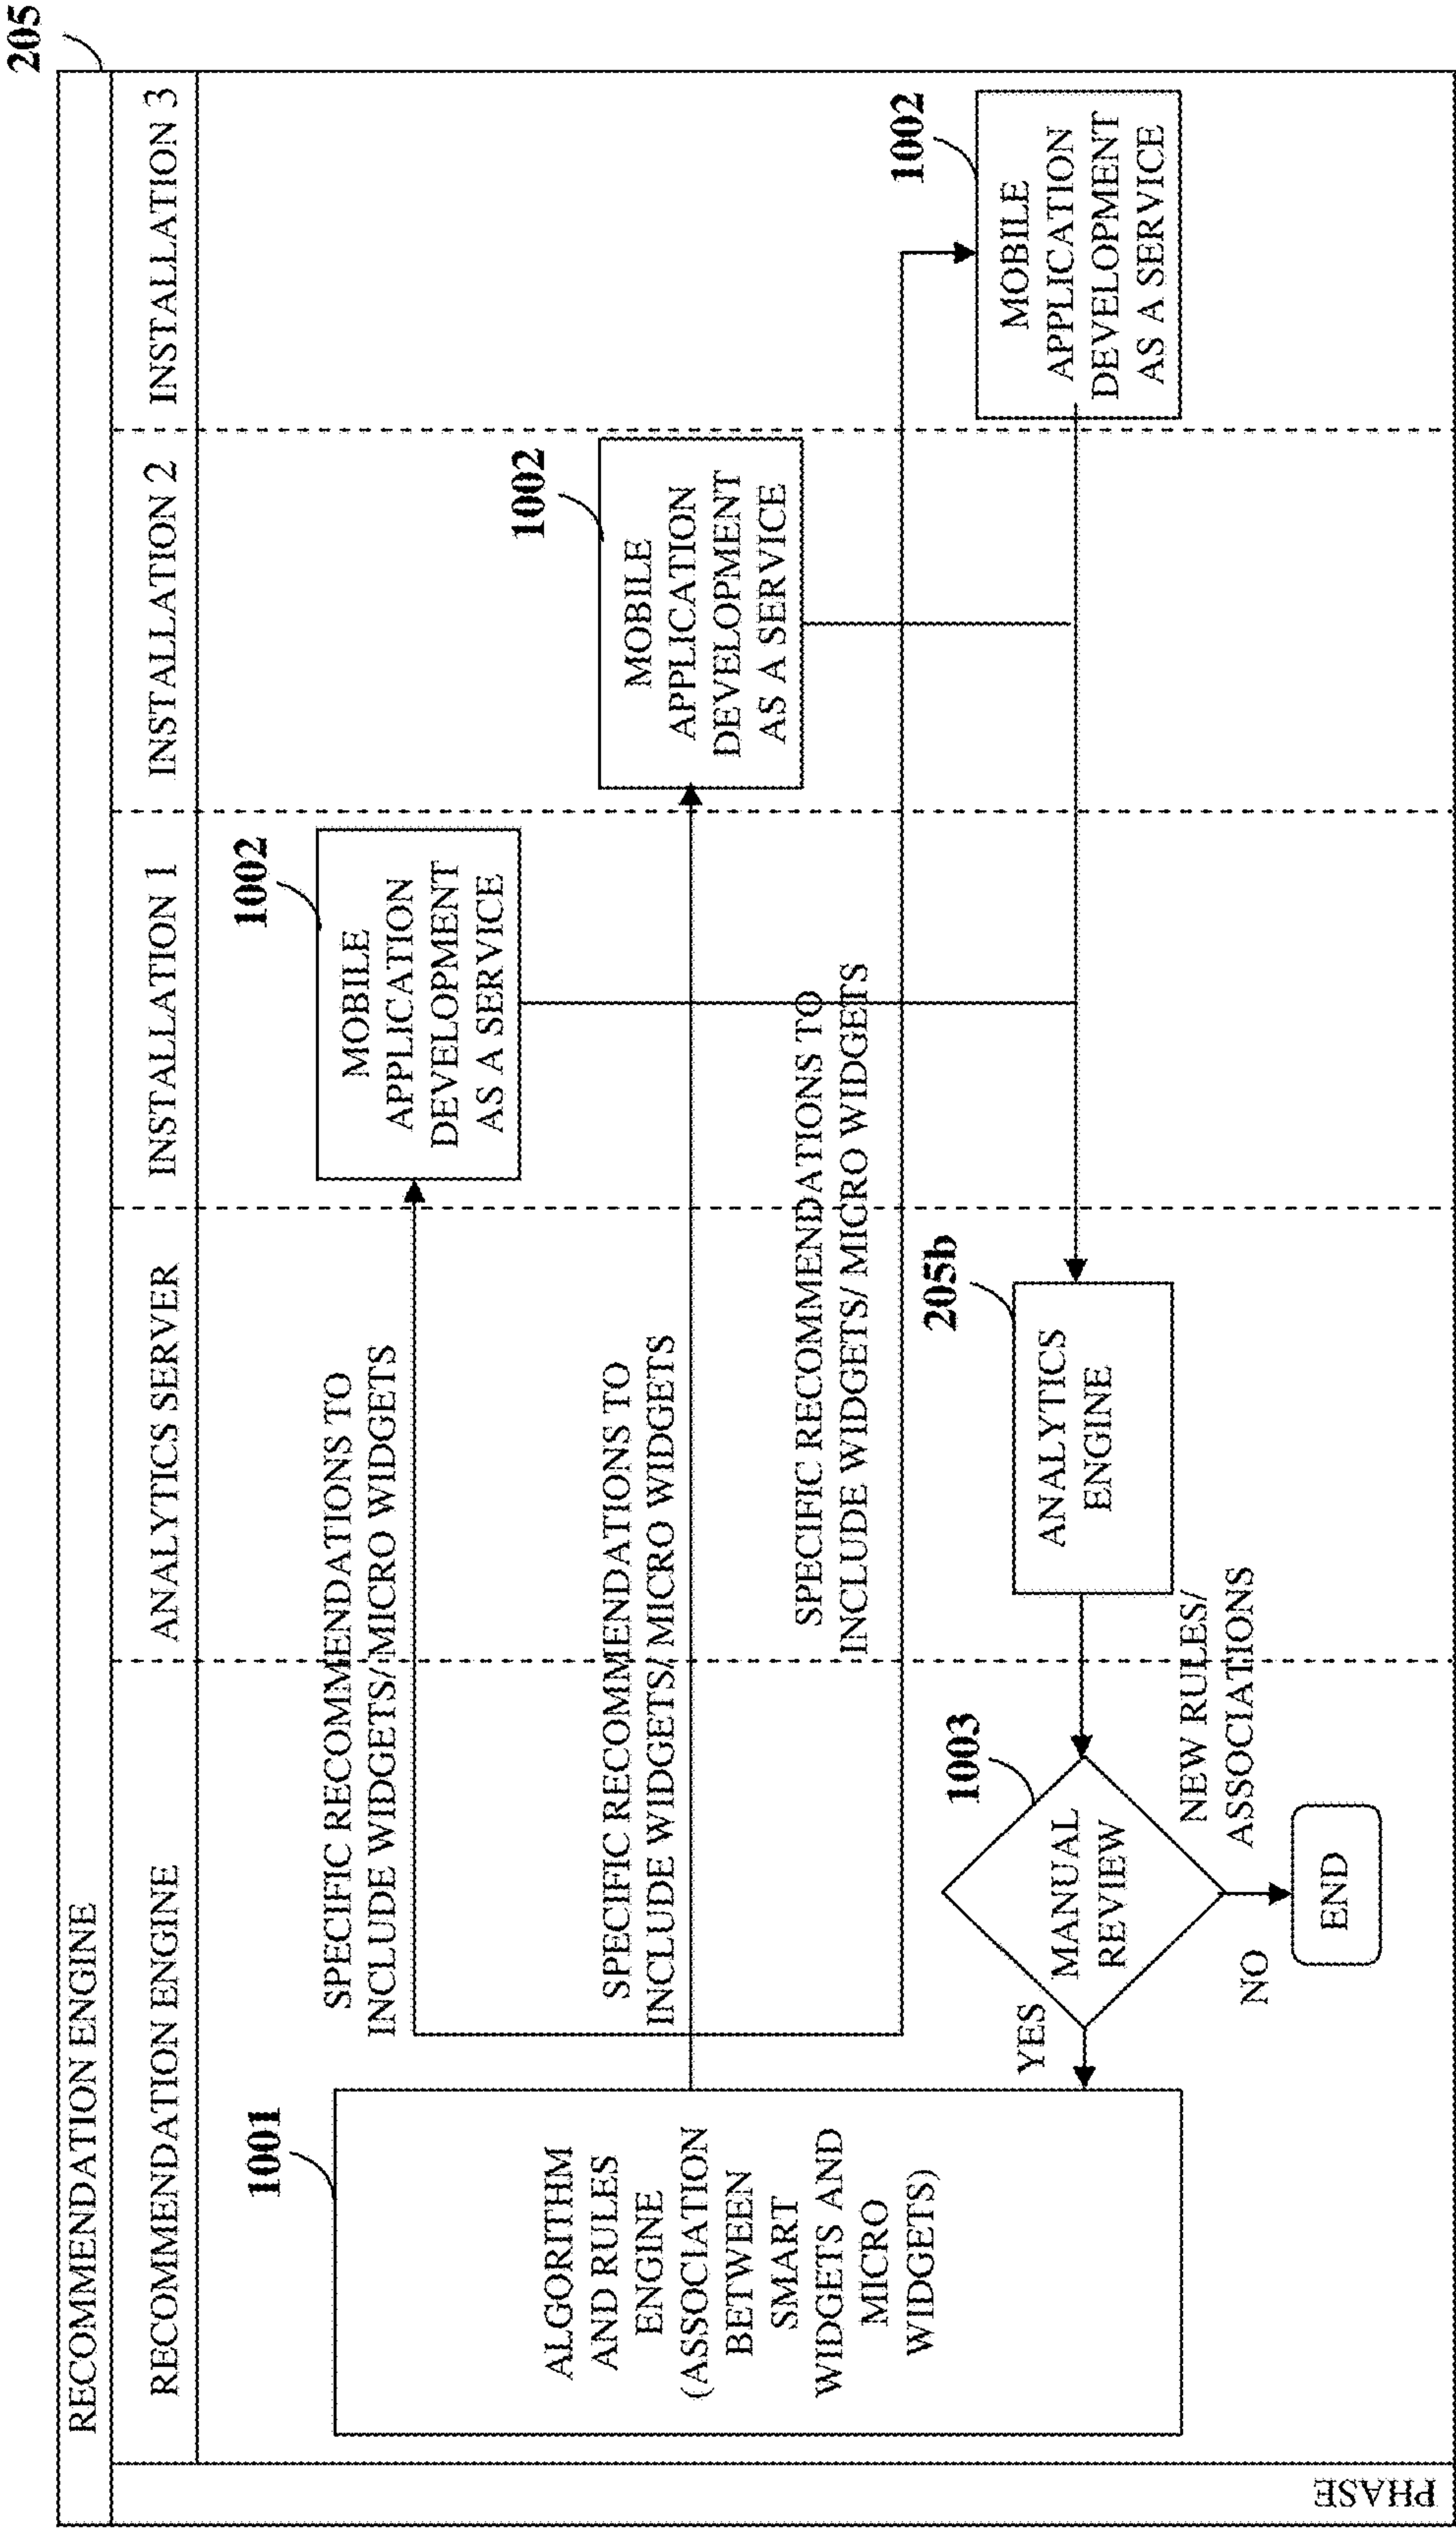 205
RECOMMENDATION ENGINE
RECOMMENDATION ENGINE
ANALYTICS SERVER
INSTALLATION 1
INSTALLATION 2
INSTALLATION 3
PHASE
1001
ALGORITHM
AND RULES
ENGINE
(ASSOCIATION
BETWEEN
SMART
WIDGETS AND
MICRO
WIDGETS)
SPECIFIC RECOMMENDATIONS TO
INCLUDE WIDGETS/ MICRO WIDGETS
1002
MOBILE
APPLICATION
DEVELOPMENT
AS A SERVICE
SPECIFIC RECOMMENDATIONS TO
INCLUDE WIDGETS/ MICRO WIDGETS
1002
MOBILE
APPLICATION
DEVELOPMENT
AS A SERVICE
SPECIFIC RECOMMENDATIONS TO
INCLUDE WIDGETS/ MICRO WIDGETS
1002
MOBILE
APPLICATION
DEVELOPMENT
AS A SERVICE
205b
ANALYTICS
ENGINE
NEW RULES/
ASSOCIATIONS
1003
MANUAL
REVIEW
YES
NO
END